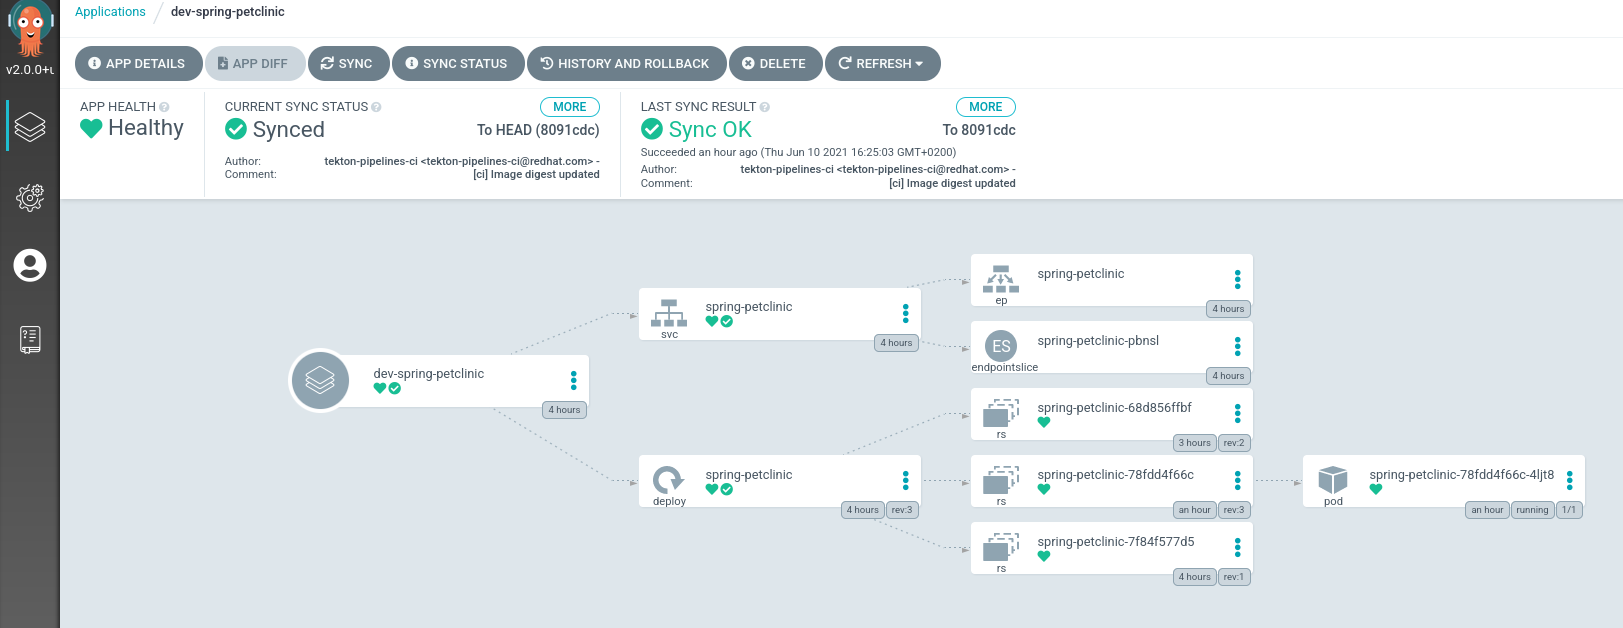 Applications / dev-spring-petclinic
v2.0.0+u
APP DETAILS
APP DIFF
SYNC
SYNC STATUS
HISTORY AND ROLLBACK
DELETE
REFRESH
APP HEALTH
Healthy
CURRENT SYNC STATUS
MORE
Synced
To HEAD (8091cdc)
Author: tekton-pipelines-ci <tekton-pipelines-ci@redhat.com> -
Comment: [ci] Image digest updated
LAST SYNC RESULT
MORE
Sync OK
To 8091cdc
Succeeded an hour ago (Thu Jun 10 2021 16:25:03 GMT+0200)
Author: tekton-pipelines-ci <tekton-pipelines-ci@redhat.com> -
Comment: [ci] Image digest updated
dev-spring-petclinic
4 hours
spring-petclinic
svc
4 hours
spring-petclinic
deploy
4 hours rev:3
spring-petclinic
ep
4 hours
ES
spring-petclinic-pbnsl
endpointslice
4 hours
spring-petclinic-68d856ffbf
rs
3 hours rev:2
spring-petclinic-78fdd4f66c
rs
an hour rev:3
spring-petclinic-7f84f577d5
rs
4 hours rev:1
spring-petclinic-78fdd4f66c-4ljt8
pod
an hour running 1/1